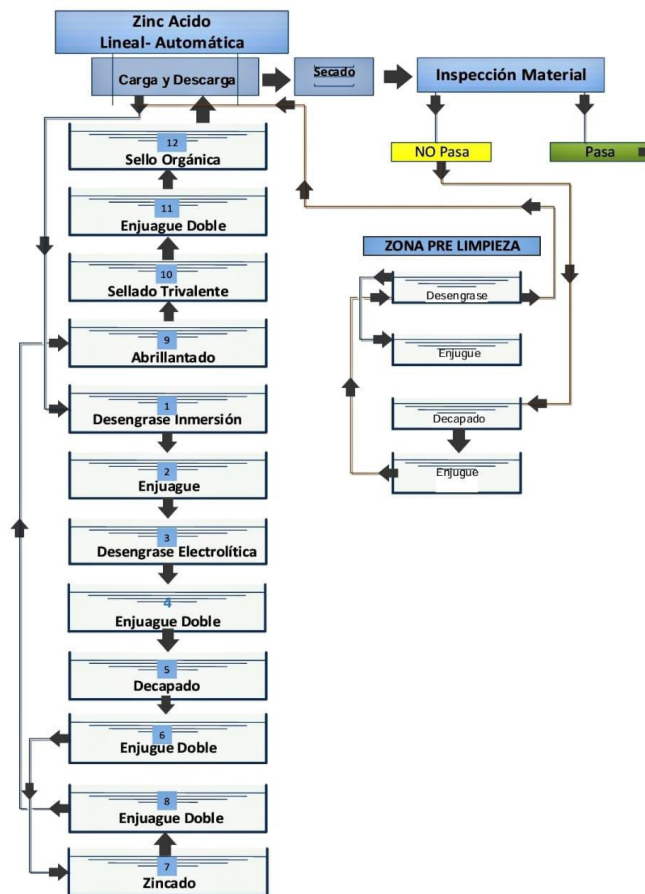 Zinc Acido
Lineal- Automática
Carga y Descarga
Secado
Inspección Material
NO Pasa
Pasa
12
Sello Orgánica
11
Enjuague Doble
10
Sellado Trivalente
9
Abrillantado
1
Desengrase Inmersión
2
Enjuague
3
Desengrase Electrolítica
4
Enjuague Doble
5
Decapado
6
Enjugue Doble
8
Enjuague Doble
7
Zincado
ZONA PRE LIMPIEZA
Desengrase
Enjugue
Decapado
Enjugue